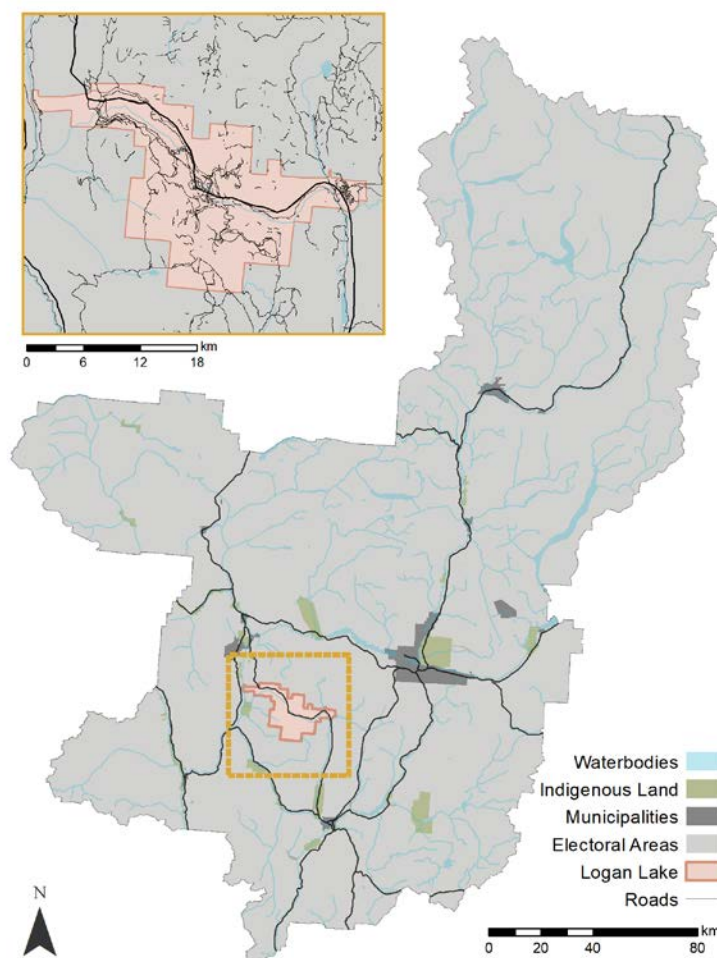 km
0 6 12 18
Waterbodies
Indigenous Land
Municipalities
Electoral Areas
Logan Lake
Roads
N
km
0 20 40 80